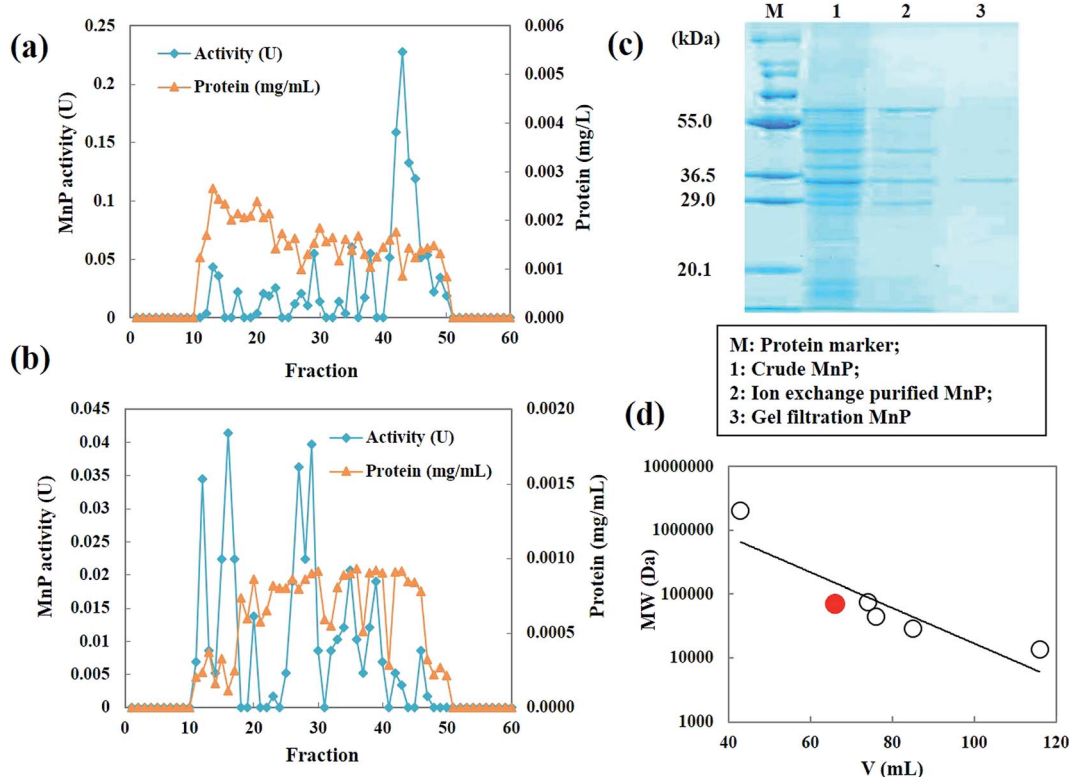 (a)
0.25
0.2
0.15
0.1
0.05
0
MnP activity (U)
Activity (U)
Protein (mg/mL)
0.006
0.005
0.004
0.003
0.002
0.001
0.000
Protein (mg/L)
0 10 20 30 40 50 60
Fraction
(b)
0.045
0.04
0.035
0.03
0.025
0.02
0.015
0.01
0.005
0
MnP activity (U)
Activity (U)
Protein (mg/mL)
0.0020
0.0015
0.0010
0.0005
0.0000
Protein (mg/mL)
0 10 20 30 40 50 60
Fraction
(c)
M 1 2 3
(kDa)
55.0
36.5
29.0
20.1
M: Protein marker;
1: Crude MnP;
2: Ion exchange purified MnP;
3: Gel filtration MnP
(d)
10000000
1000000
100000
10000
1000
MW (Da)
40 60 80 100 120
V (mL)